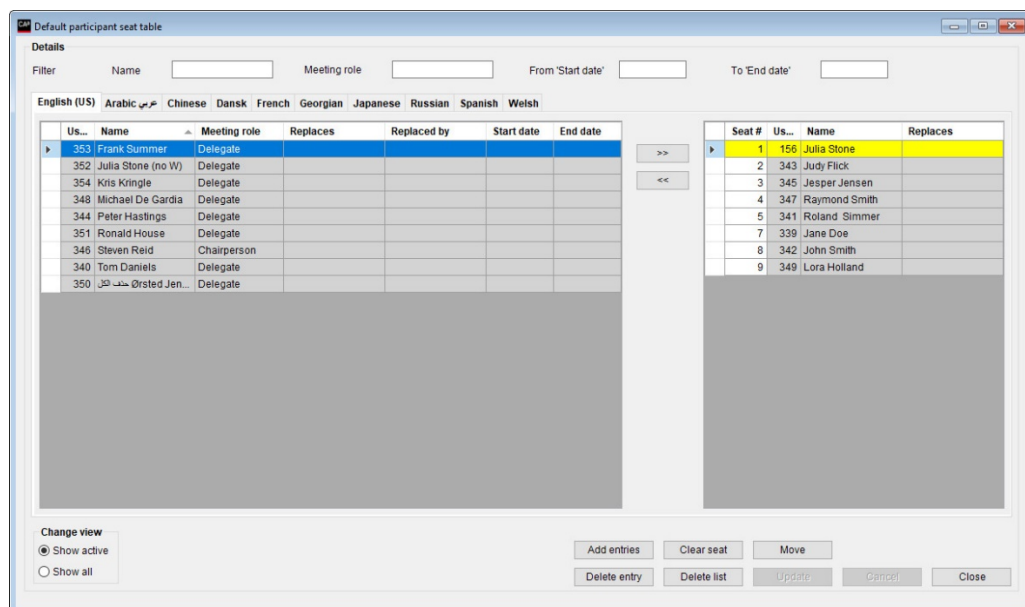 CAP Default participant seat table
Details
Filter Name Meeting role From 'Start date' To 'End date'
English (US) Arabic عربي Chinese Dansk French Georgian Japanese Russian Spanish Welsh
Us... Name Meeting role Replaces Replaced by Start date End date
353 Frank Summer Delegate
352 Julia Stone (no W) Delegate
354 Kris Kringle Delegate
348 Michael De Gardia Delegate
344 Peter Hastings Delegate
351 Ronald House Delegate
346 Steven Reid Chairperson
340 Tom Daniels Delegate
350 حذف الكل Ørsted Jen... Delegate
>>
<<
Seat # Us... Name Replaces
1 156 Julia Stone
2 343 Judy Flick
3 345 Jesper Jensen
4 347 Raymond Smith
5 341 Roland Simmer
7 339 Jane Doe
8 342 John Smith
9 349 Lora Holland
Change view
Show active
Show all
Add entries Clear seat Move
Delete entry Delete list Update Cancel Close